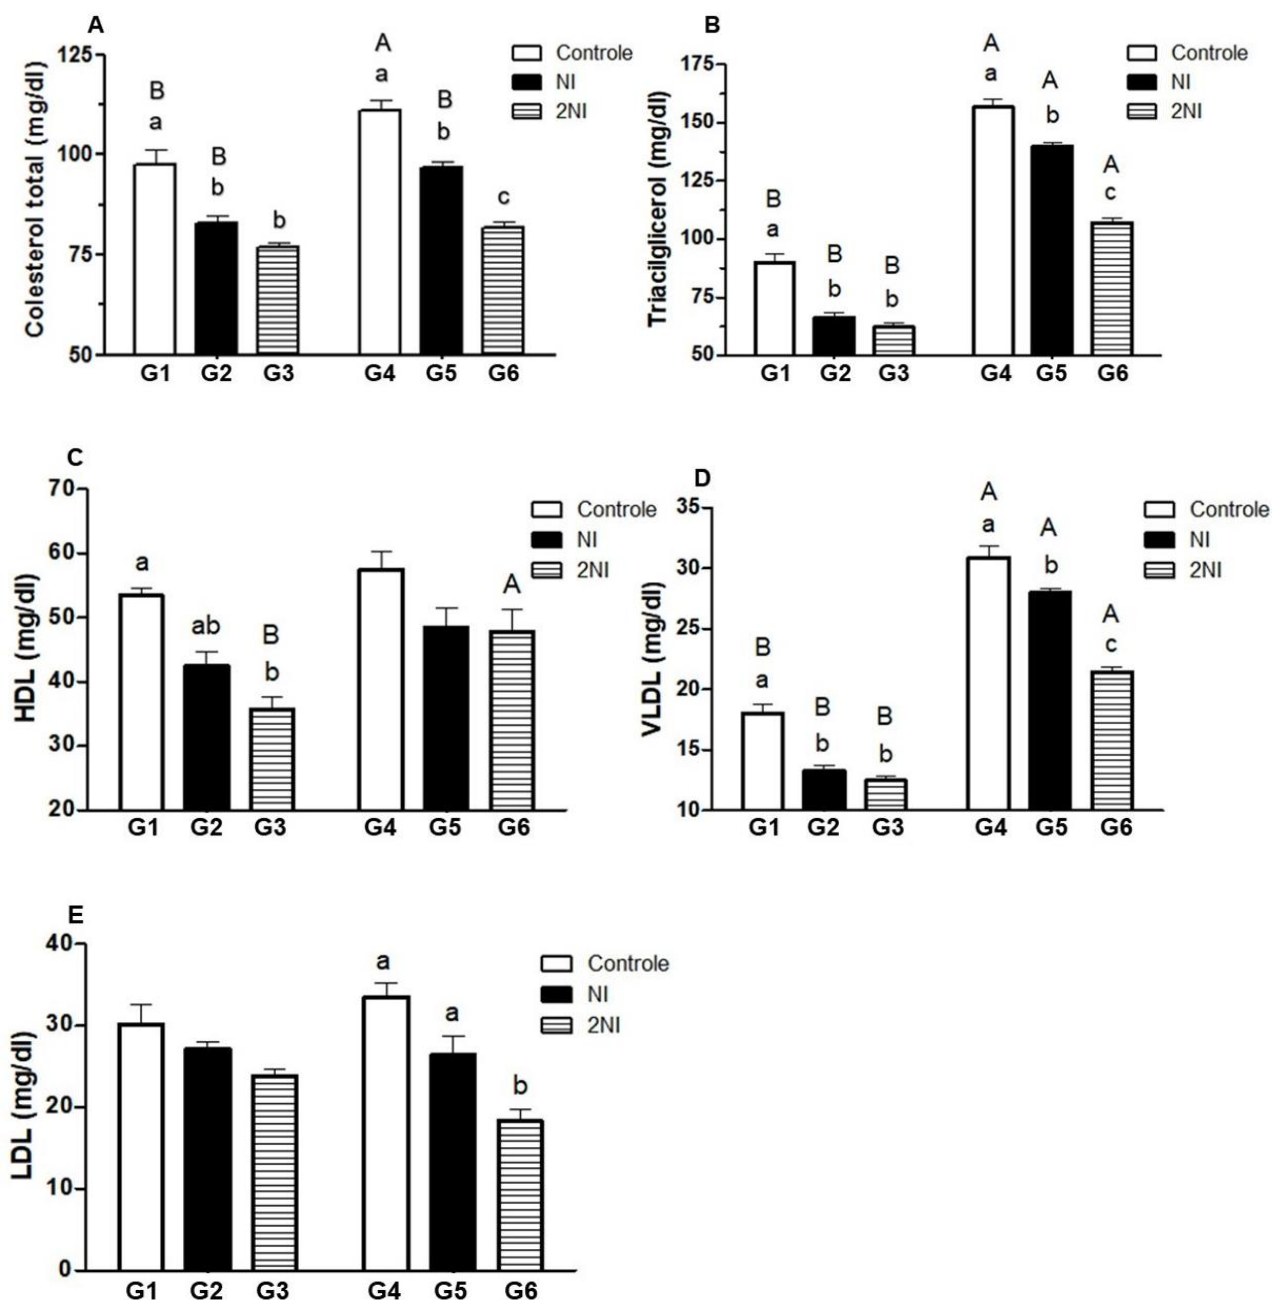 A
Colesterol total (mg/dl)
125
100
75
50
B
a
B
b
b
A
a
B
b
c
G1 G2 G3 G4 G5 G6
Controle
NI
2NI
B
Triacilglicerol (mg/dl)
175
150
125
100
75
50
B
a
B
b
B
b
A
a
A
b
A
c
G1 G2 G3 G4 G5 G6
Controle
NI
2NI
C
HDL (mg/dl)
70
60
50
40
30
20
a
ab
B
b
A
G1 G2 G3 G4 G5 G6
Controle
NI
2NI
D
VLDL (mg/dl)
35
30
25
20
15
10
B
a
B
b
B
b
A
a
A
b
A
c
G1 G2 G3 G4 G5 G6
Controle
NI
2NI
E
LDL (mg/dl)
40
30
20
10
0
a
a
b
G1 G2 G3 G4 G5 G6
Controle
NI
2NI